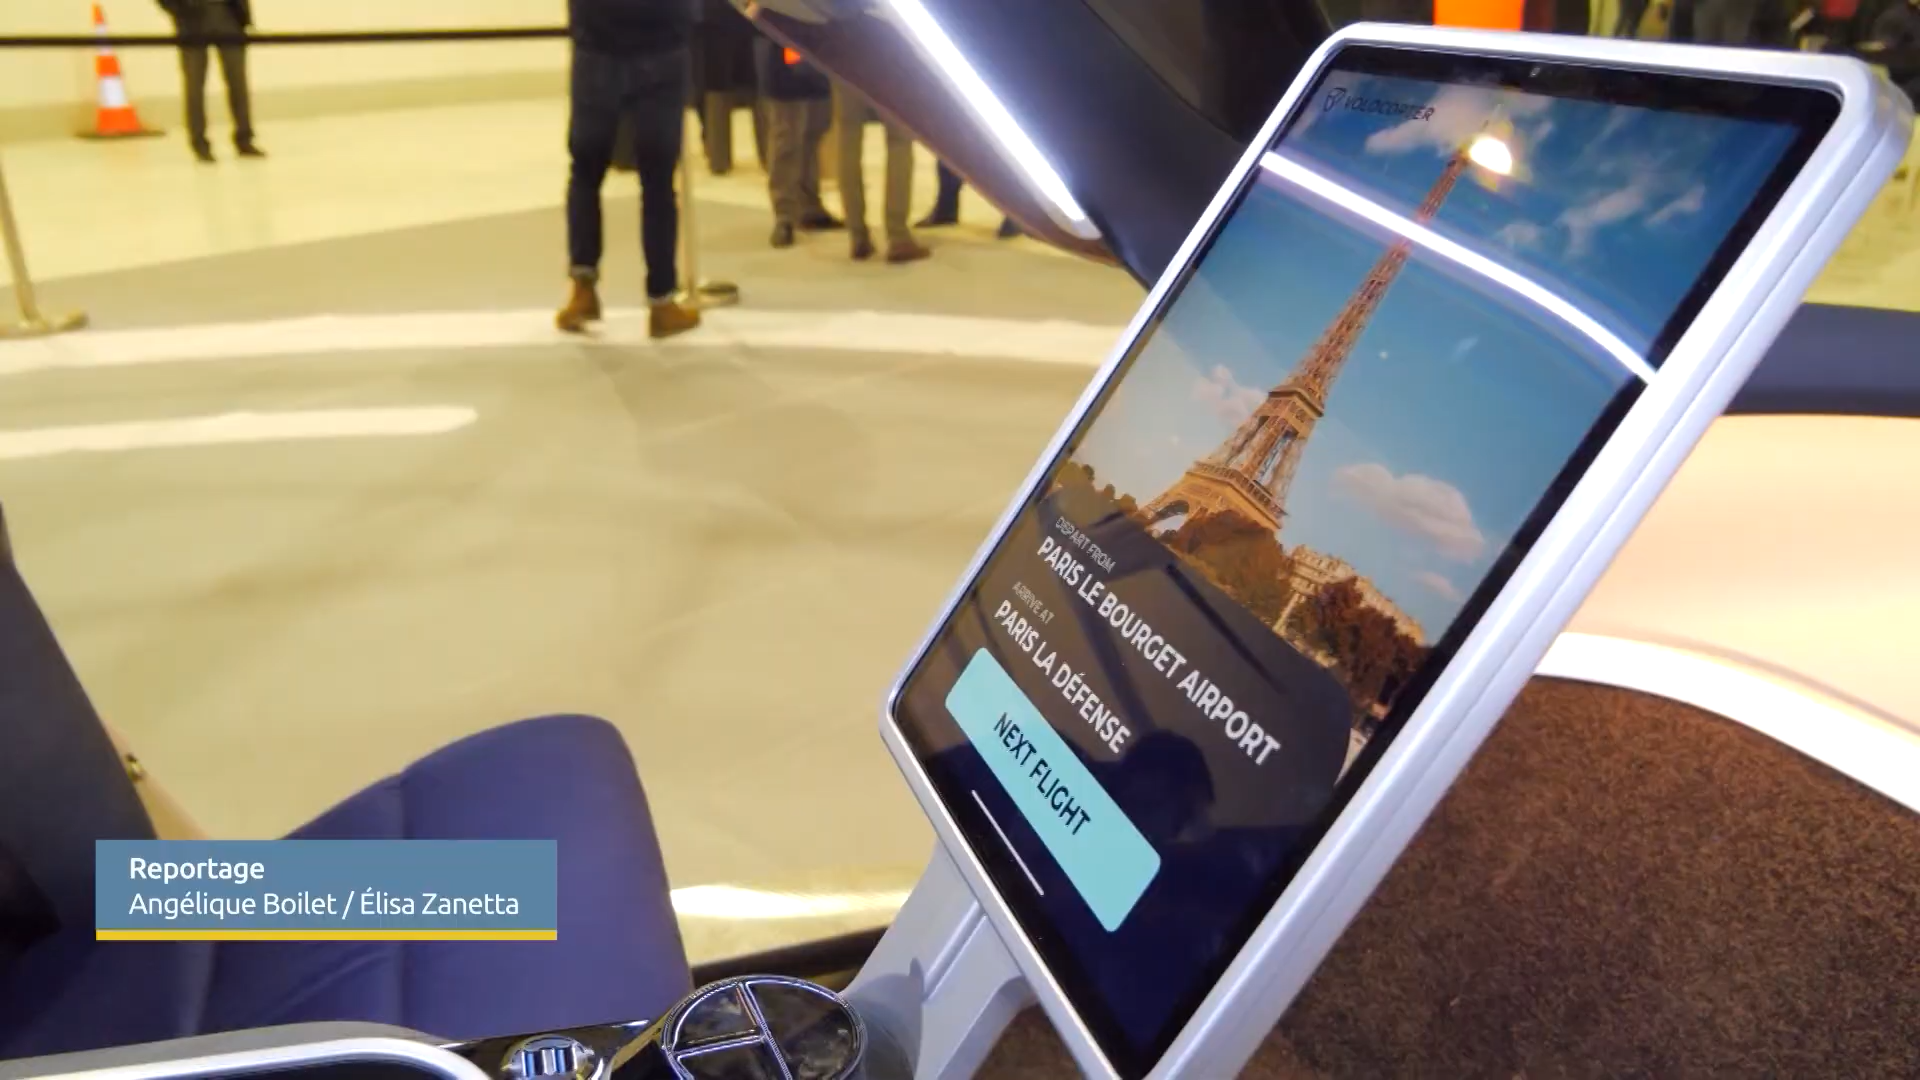 VOLOCOPTER
DEPART FROM
PARIS LE BOURGET AIRPORT
ARRIVE AT
PARIS LA DÉFENSE
NEXT FLIGHT
Reportage
Angélique Boilet / Élisa Zanetta